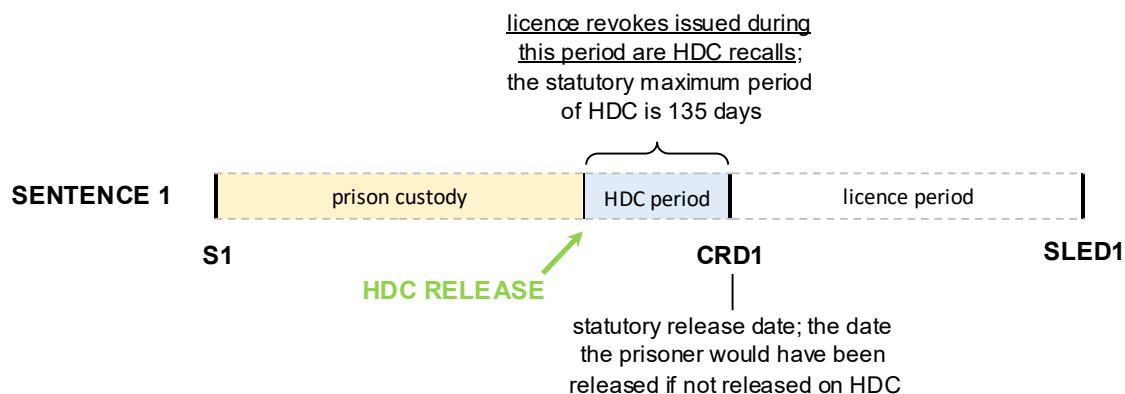 licence revokes issued during
this period are HDC recalls;
the statutory maximum period
of HDC is 135 days
SENTENCE 1
prison custody
HDC period
licence period
S1
CRD1
SLED1
HDC RELEASE
statutory release date; the date
the prisoner would have been
released if not released on HDC